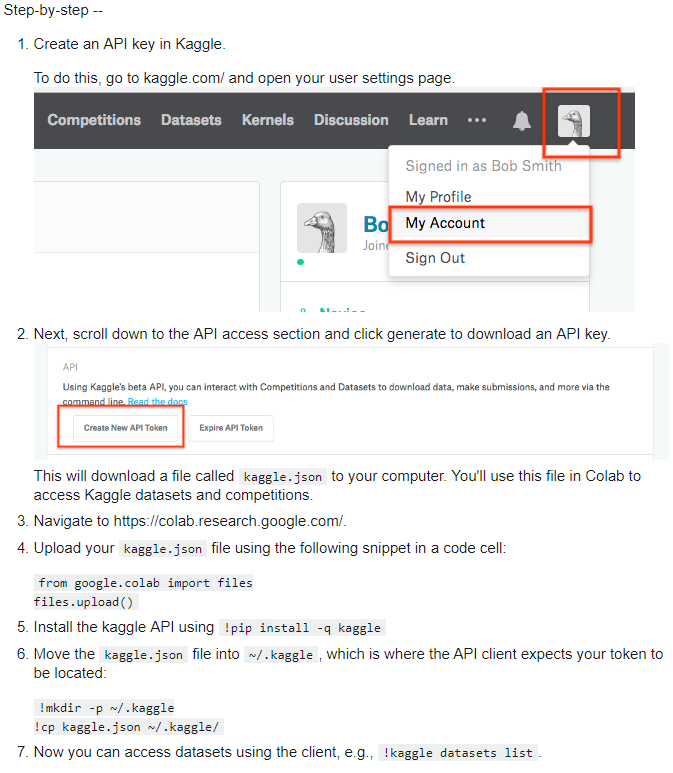 Step-by-step --
1. Create an API key in Kaggle.
To do this, go to kaggle.com/ and open your user settings page.
Competitions Datasets Kernels Discussion Learn •••
Signed in as Bob Smith
My Profile
Bo My Account
Joine
Sign Out
2. Next, scroll down to the API access section and click generate to download an API key.
API
Using Kaggle's beta API, you can interact with Competitions and Datasets to download data, make submissions, and more via the
command line. Read the docs
Create New API Token Expire API Token
This will download a file called kaggle.json to your computer. You'll use this file in Colab to
access Kaggle datasets and competitions.
3. Navigate to https://colab.research.google.com/.
4. Upload your kaggle.json file using the following snippet in a code cell:
from google.colab import files
files.upload()
5. Install the kaggle API using !pip install -q kaggle
6. Move the kaggle.json file into ~/.kaggle , which is where the API client expects your token to
be located:
!mkdir -p ~/.kaggle
!cp kaggle.json ~/.kaggle/
7. Now you can access datasets using the client, e.g., !kaggle datasets list .